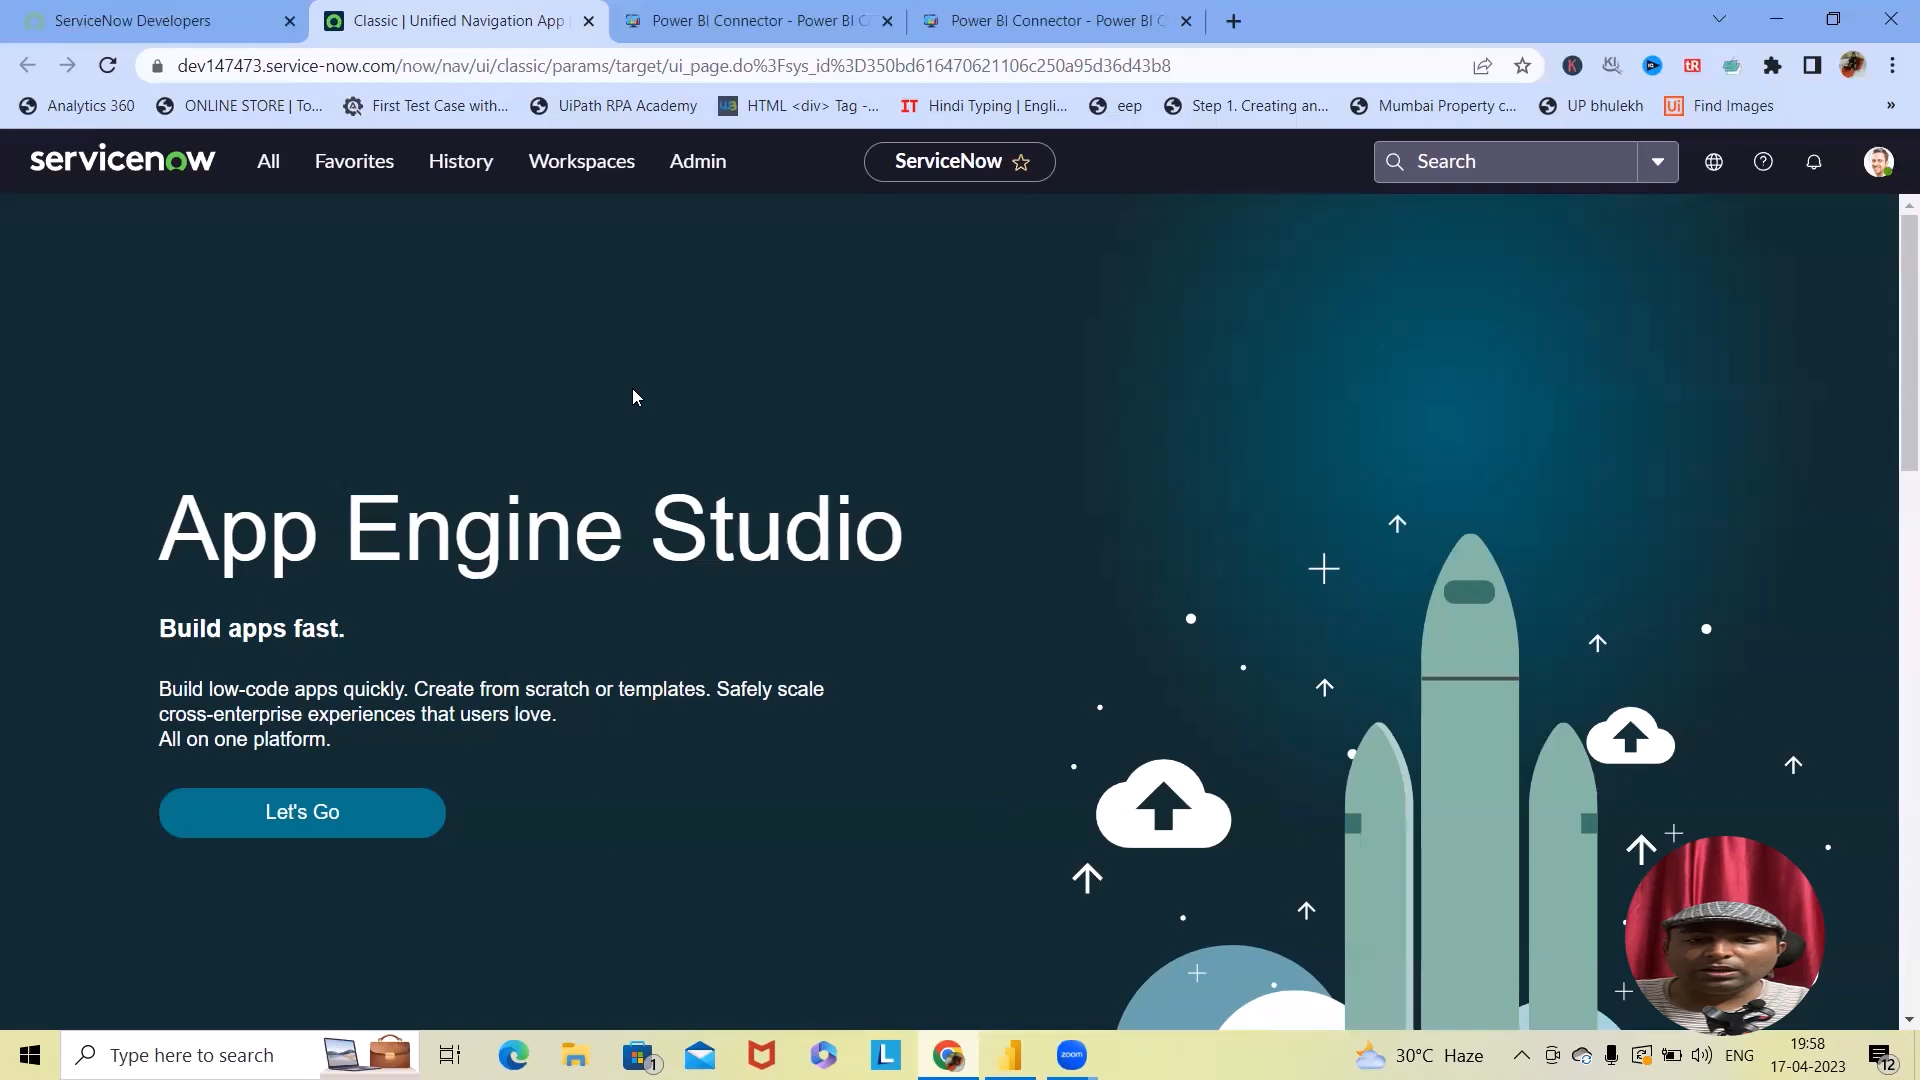 ServiceNow Developers
Classic | Unified Navigation App
Power BI Connector - Power BI C
Power BI Connector - Power BI C
dev147473.service-now.com/now/nav/ui/classic/params/target/ui_page.do%3Fsys_id%3D350bd616470621106c250a95d36d43b8
Analytics 360
ONLINE STORE | To...
First Test Case with...
UiPath RPA Academy
HTML <div> Tag -...
IT Hindi Typing | Engli...
eep
Step 1. Creating an...
Mumbai Property c...
UP bhulekh
Ui Find Images
»
servicenow
All
Favorites
History
Workspaces
Admin
ServiceNow
Search
App Engine Studio
Build apps fast.
Build low-code apps quickly. Create from scratch or templates. Safely scale
cross-enterprise experiences that users love.
All on one platform.
Let's Go
Type here to search
1
L
zoom
30°C Haze
ENG
19:58
17-04-2023
12